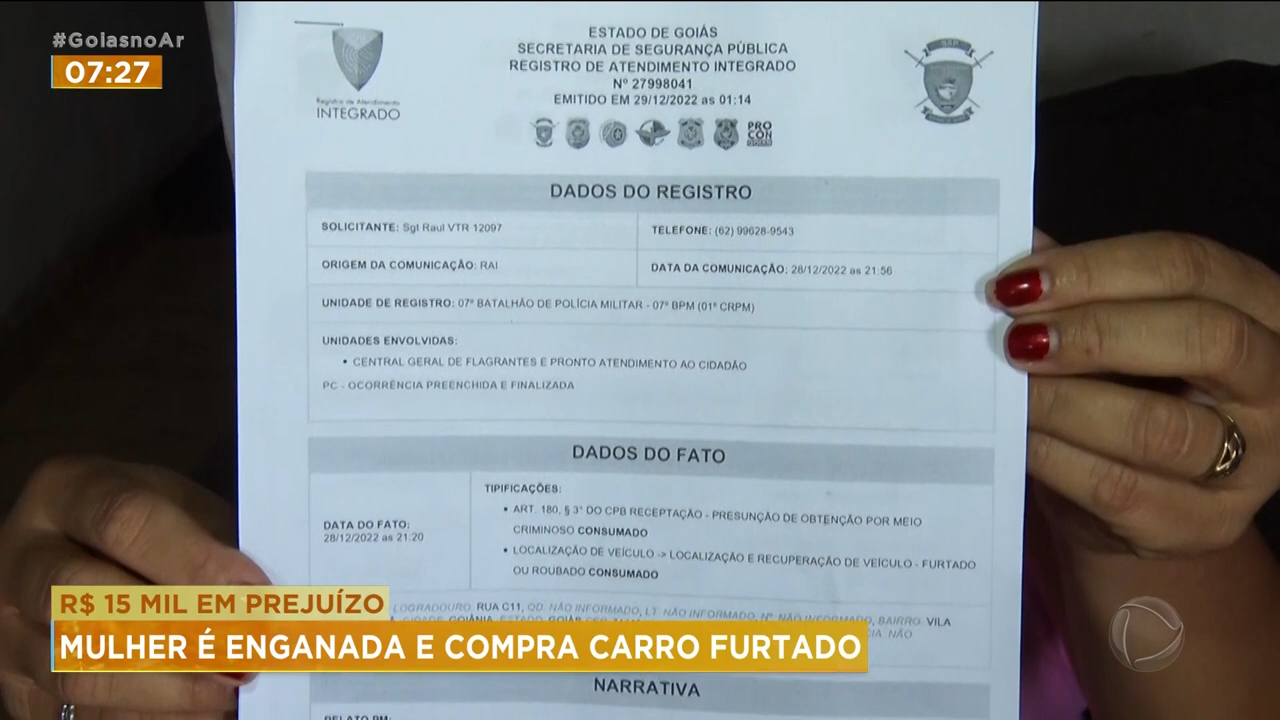 #GoiasnoAr
07:27
Registro de Atendimento
INTEGRADO
ESTADO DE GOIÁS
SECRETARIA DE SEGURANÇA PÚBLICA
REGISTRO DE ATENDIMENTO INTEGRADO
Nº 27998041
EMITIDO EM 29/12/2022 as 01:14
PRO
CON
GOIÁS
DADOS DO REGISTRO
SOLICITANTE: Sgt Raul VTR 12097
TELEFONE: (62) 99628-9543
ORIGEM DA COMUNICAÇÃO: RAI
DATA DA COMUNICAÇÃO: 28/12/2022 as 21:56
UNIDADE DE REGISTRO: 07º BATALHÃO DE POLÍCIA MILITAR - 07º BPM (01º CRPM)
UNIDADES ENVOLVIDAS:
• CENTRAL GERAL DE FLAGRANTES E PRONTO ATENDIMENTO AO CIDADÃO
PC - OCORRÊNCIA PREENCHIDA E FINALIZADA
DADOS DO FATO
DATA DO FATO:
28/12/2022 as 21:20
TIPIFICAÇÕES:
• ART. 180, § 3° DO CPB RECEPTAÇÃO - PRESUNÇÃO DE OBTENÇÃO POR MEIO
CRIMINOSO CONSUMADO
• LOCALIZAÇÃO DE VEÍCULO -> LOCALIZAÇÃO E RECUPERAÇÃO DE VEÍCULO - FURTADO
OU ROUBADO CONSUMADO
LOGRADOURO: RUA C11, QD. NÃO INFORMADO, LT. NÃO INFORMADO, Nº. NÃO INFORMADO, BAIRRO: VILA
NÃO
R$ 15 MIL EM PREJUÍZO
MULHER É ENGANADA E COMPRA CARRO FURTADO
NARRATIVA
RELATO PM: